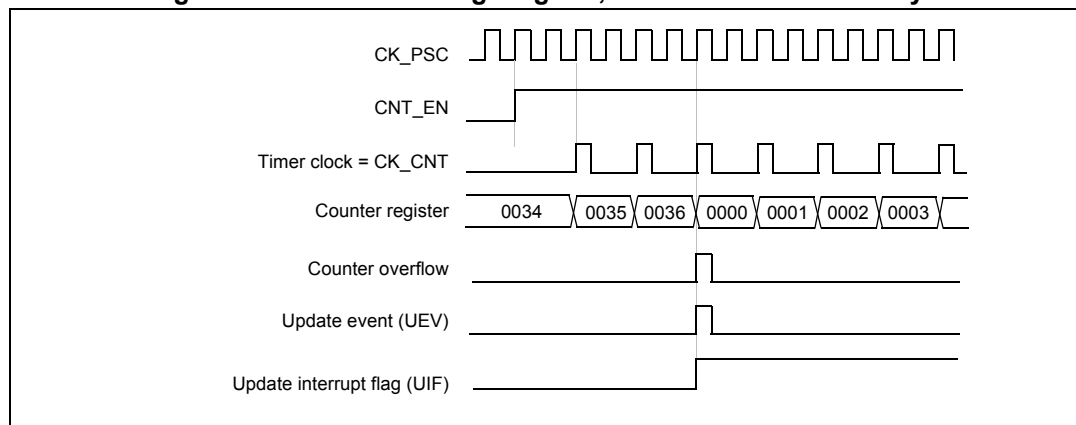 CK_PSC
CNT_EN
Timer clock = CK_CNT
Counter register 0034 0035 0036 0000 0001 0002 0003
Counter overflow
Update event (UEV)
Update interrupt flag (UIF)